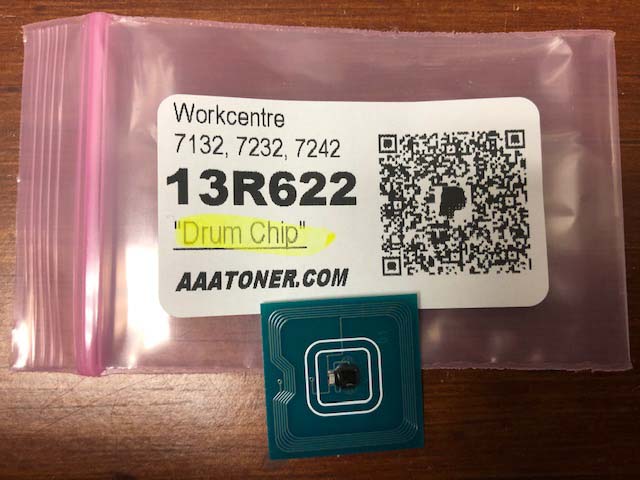 Workcentre
7132, 7232, 7242
13R622
"Drum Chip"
AAATONER.COM